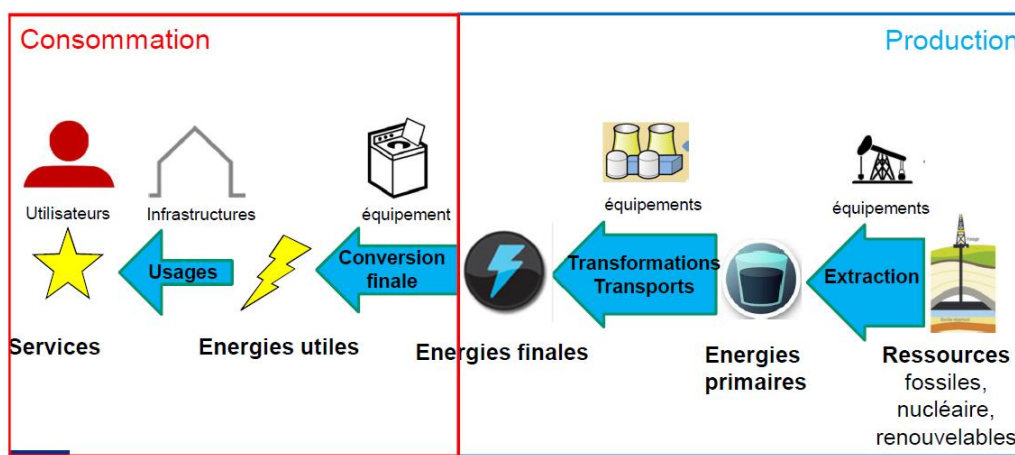 Consommation
Production
Utilisateurs
Infrastructures
équipement
équipements
équipements
Usages
Conversion
finale
Transformations
Transports
Extraction
Services
Energies utiles
Energies finales
Energies
primaires
Ressources
fossiles,
nucléaire,
renouvelables